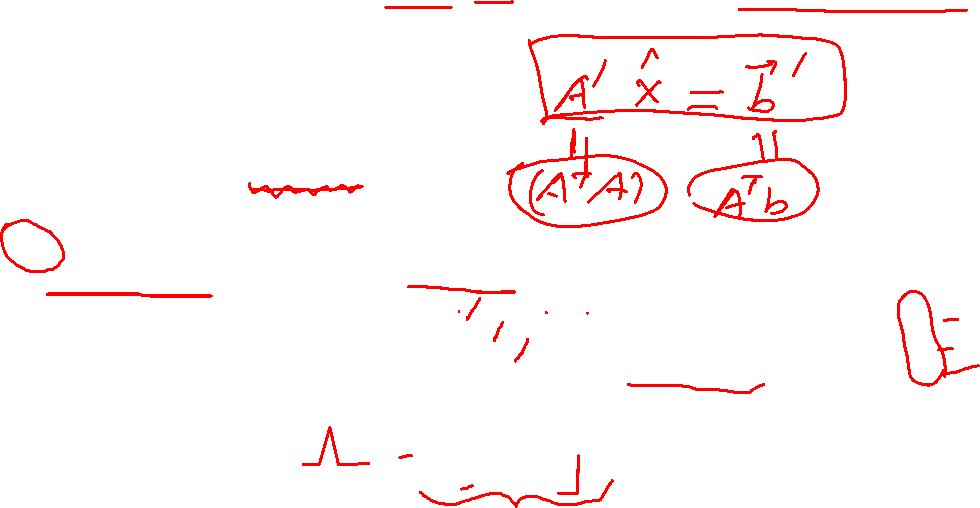 A' x̂ = b⃗'
|| ||
(AᵀA) Aᵀb